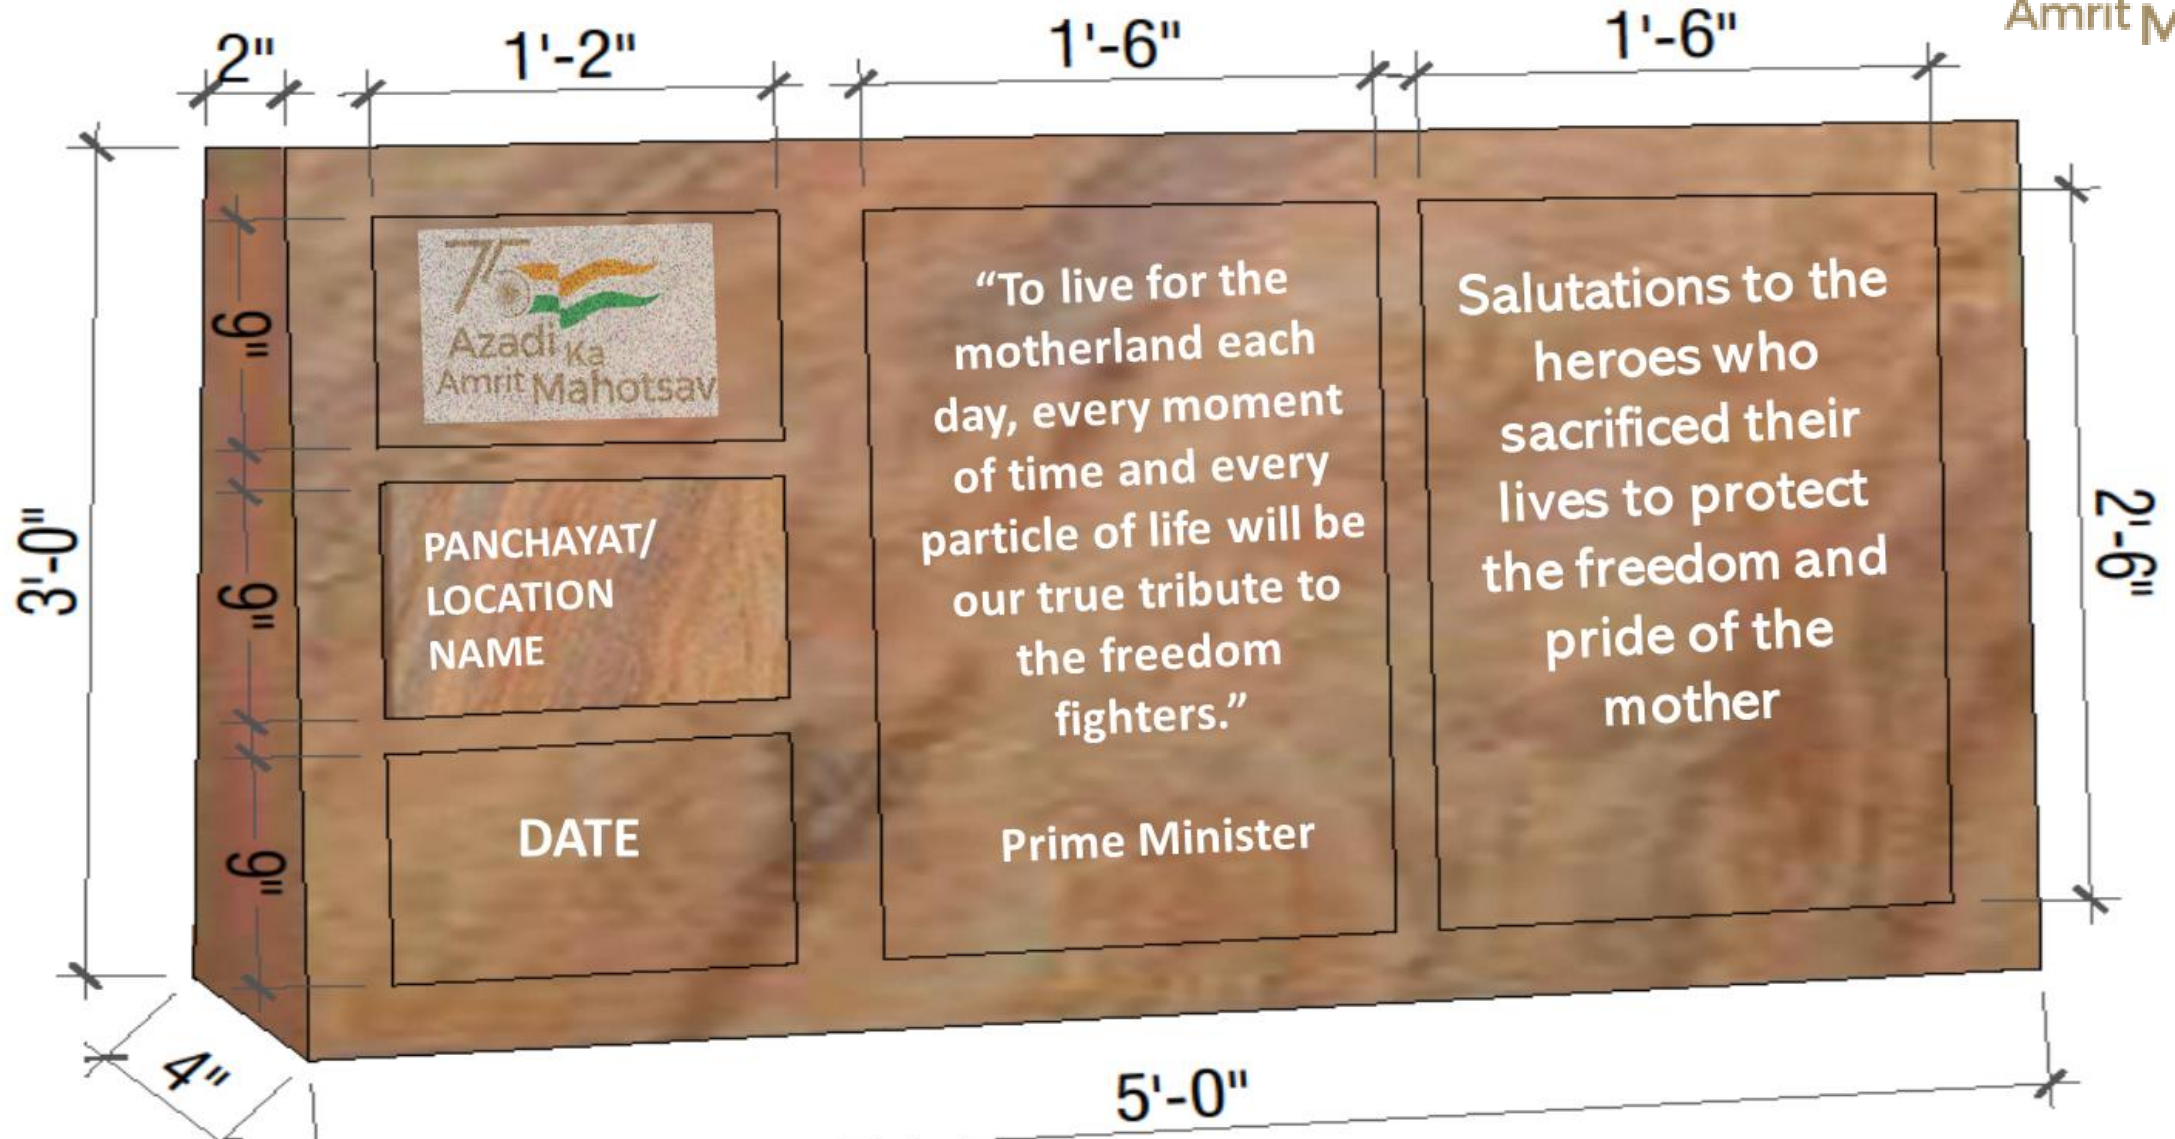 Amrit M
2" 1'-2" 1'-6" 1'-6"
75
Azadi Ka
Amrit Mahotsav
PANCHAYAT/
LOCATION
NAME
DATE
“To live for the
motherland each
day, every moment
of time and every
particle of life will be
our true tribute to
the freedom
fighters.”
Prime Minister
Salutations to the
heroes who
sacrificed their
lives to protect
the freedom and
pride of the
mother
3'-0"
9"
9"
9"
2'-6"
4"
5'-0"